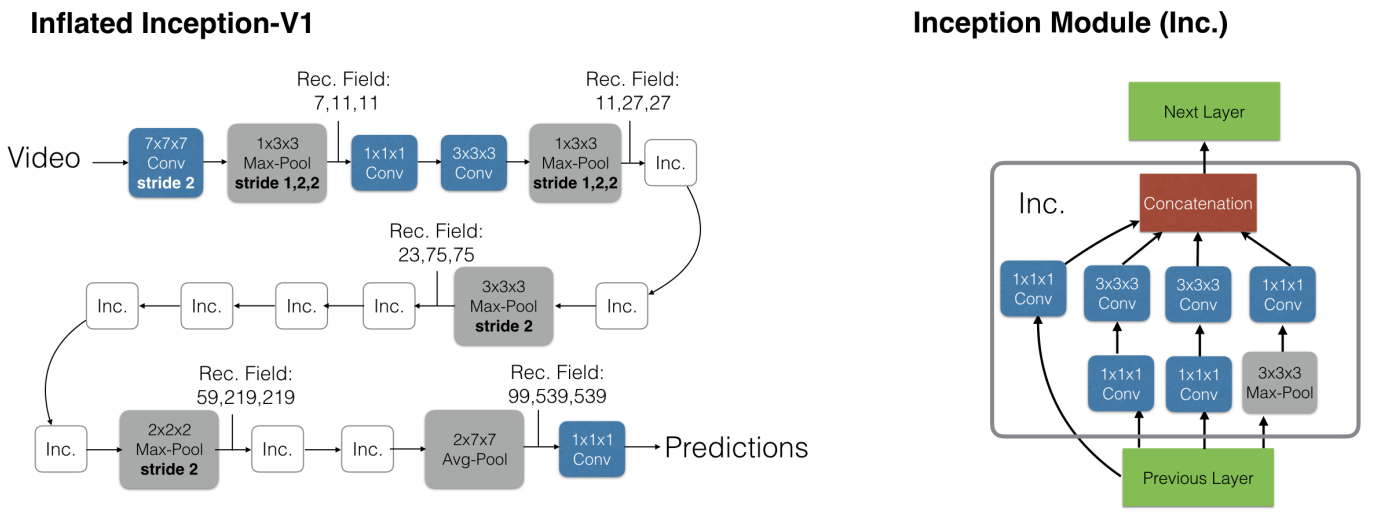 Inflated Inception-V1
Rec. Field:
7,11,11
Rec. Field:
11,27,27
Video
7x7x7
Conv
stride 2
1x3x3
Max-Pool
stride 1,2,2
1x1x1
Conv
3x3x3
Conv
1x3x3
Max-Pool
stride 1,2,2
Inc.
Rec. Field:
23,75,75
Inc.
Inc.
Inc.
Inc.
3x3x3
Max-Pool
stride 2
Inc.
Rec. Field:
59,219,219
Rec. Field:
99,539,539
Inc.
2x2x2
Max-Pool
stride 2
Inc.
Inc.
2x7x7
Avg-Pool
1x1x1
Conv
Predictions
Inception Module (Inc.)
Next Layer
Inc.
Concatenation
1x1x1
Conv
3x3x3
Conv
3x3x3
Conv
1x1x1
Conv
1x1x1
Conv
1x1x1
Conv
3x3x3
Max-Pool
Previous Layer